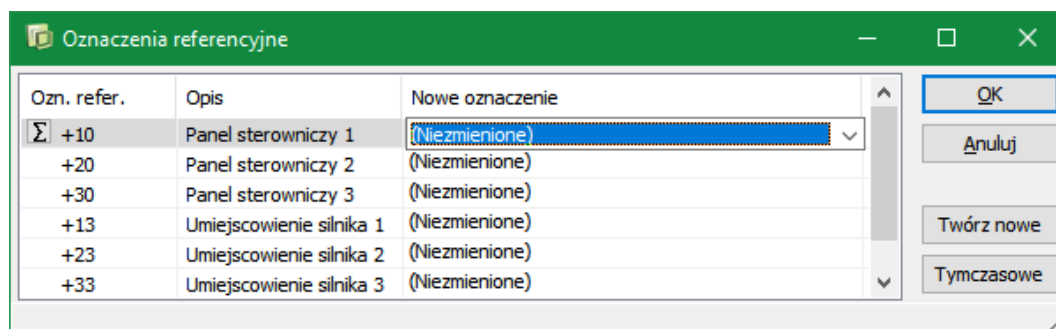 Oznaczenia referencyjne
Ozn. refer. Opis Nowe oznaczenie
Σ +10 Panel sterowniczy 1 (Niezmienione)
+20 Panel sterowniczy 2 (Niezmienione)
+30 Panel sterowniczy 3 (Niezmienione)
+13 Umiejscowienie silnika 1 (Niezmienione)
+23 Umiejscowienie silnika 2 (Niezmienione)
+33 Umiejscowienie silnika 3 (Niezmienione)
OK
Anuluj
Twórz nowe
Tymczasowe